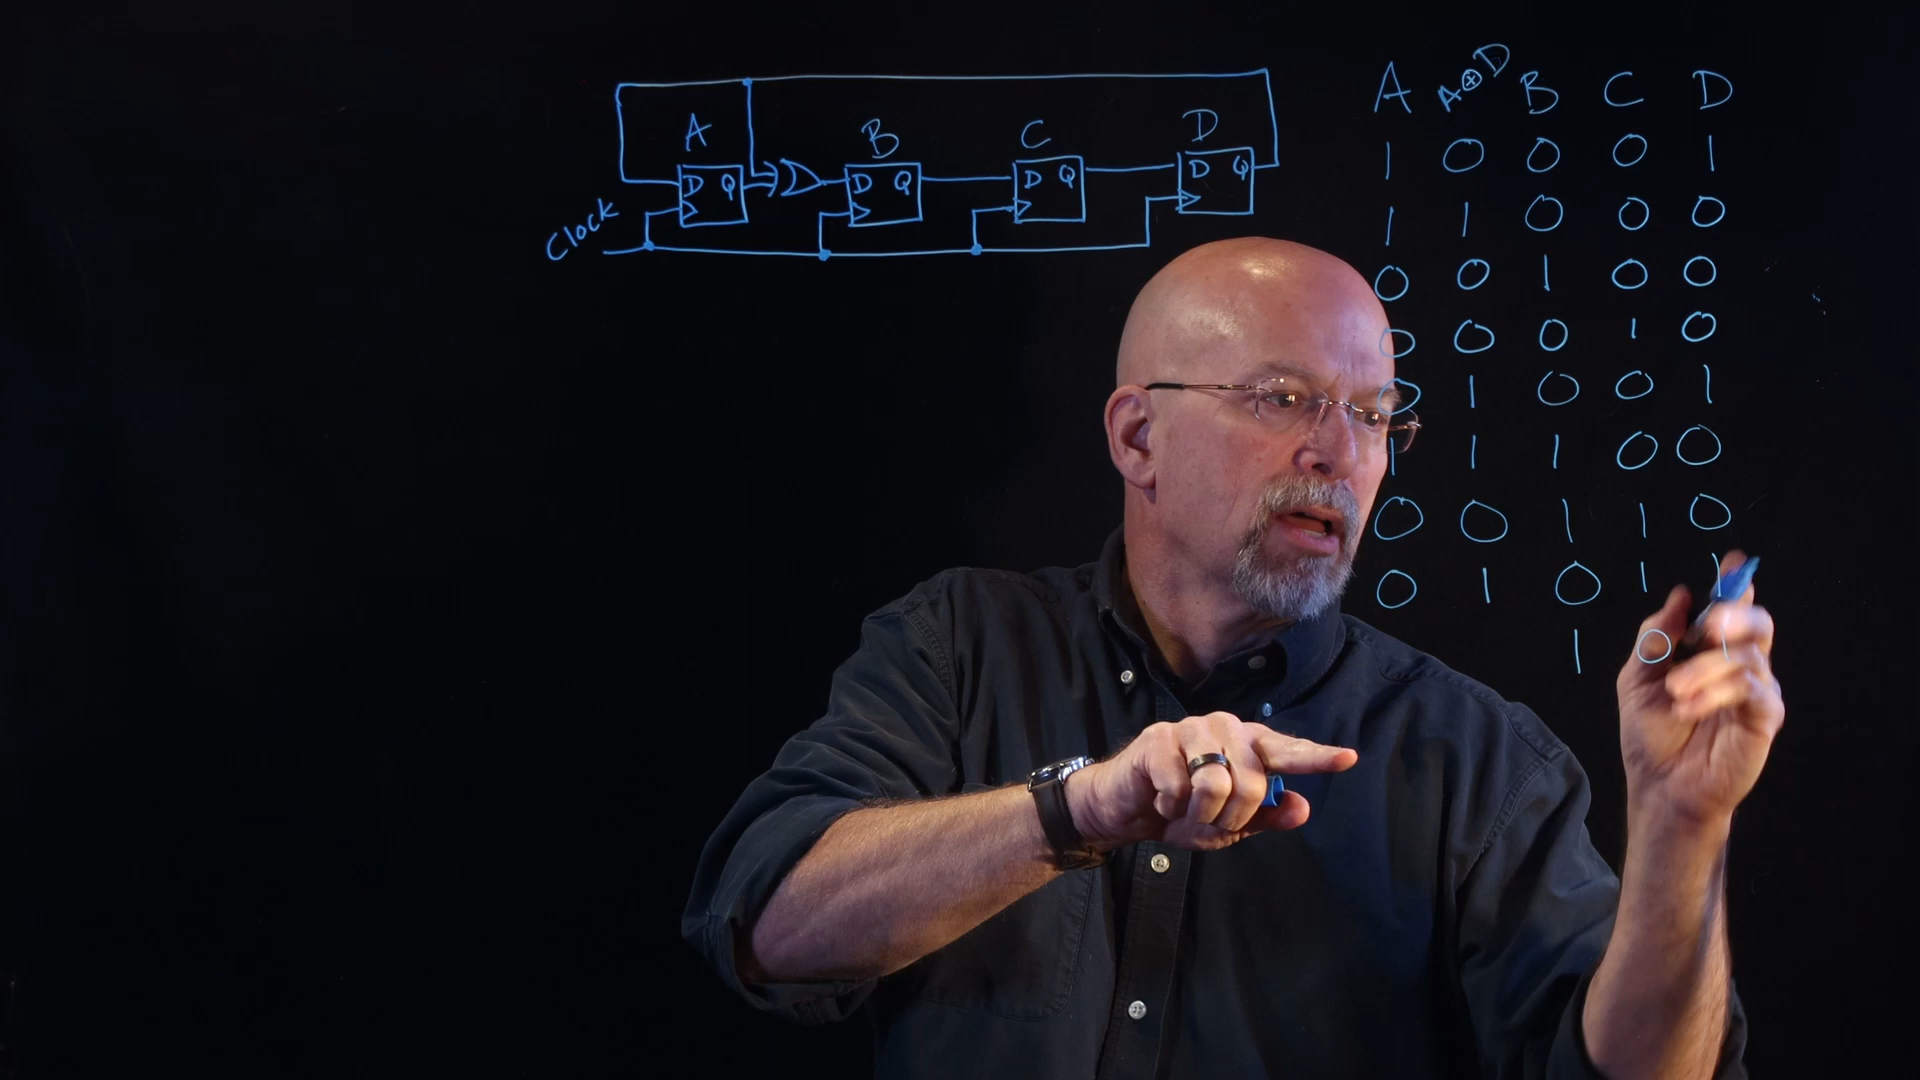 A B C D
D Q D Q D Q D Q
Clock
A A⊕D B C D
1 0 0 0 1
1 1 0 0 0
0 0 1 0 0
0 0 0 1 0
0 1 0 0 1
1 1 1 0 0
0 0 1 1 0
0 1 0 1 1
1 0 1